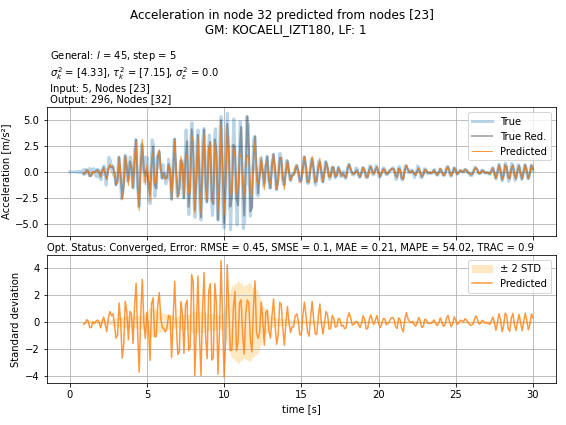 Acceleration in node 32 predicted from nodes [23]
GM: KOCAELI_IZT180, LF: 1
General: l = 45, step = 5
σ²ₖ = [4.33], τ²ₖ = [7.15], σ²ε = 0.0
Input: 5, Nodes [23]
Output: 296, Nodes [32]
Acceleration [m/s²]
5.0
2.5
0.0
−2.5
−5.0
True
True Red.
Predicted
Opt. Status: Converged, Error: RMSE = 0.45, SMSE = 0.1, MAE = 0.21, MAPE = 54.02, TRAC = 0.9
Standard deviation
4
2
0
−2
−4
± 2 STD
Predicted
0 5 10 15 20 25 30
time [s]